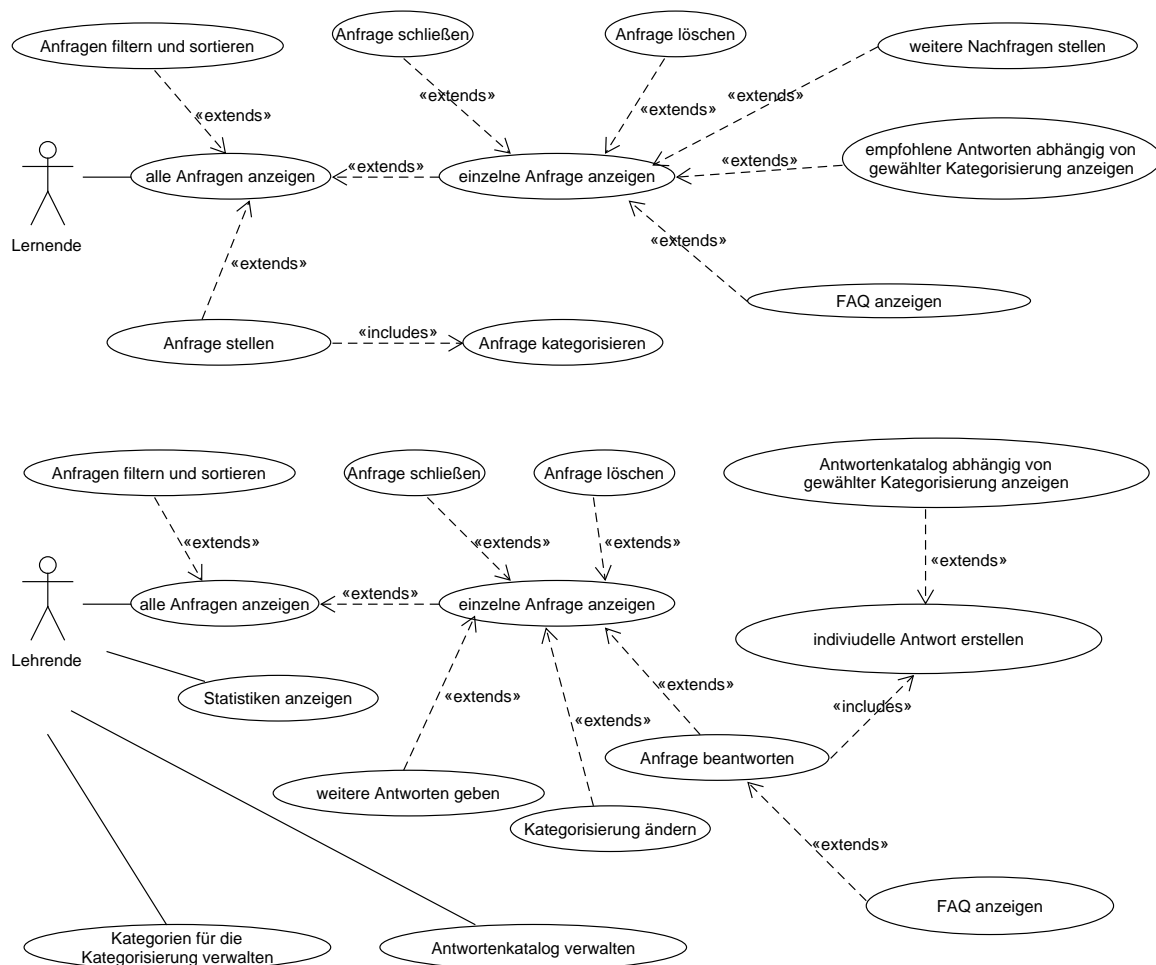 Anfragen filtern und sortieren
Anfrage schließen
Anfrage löschen
weitere Nachfragen stellen
«extends»
«extends»
«extends»
«extends»
empfohlene Antworten abhängig von
gewählter Kategorisierung anzeigen
«extends»
alle Anfragen anzeigen
«extends»
einzelne Anfrage anzeigen
Lernende
«extends»
«extends»
FAQ anzeigen
Anfrage stellen
«includes»
Anfrage kategorisieren
Anfragen filtern und sortieren
Anfrage schließen
Anfrage löschen
Antwortenkatalog abhängig von
gewählter Kategorisierung anzeigen
«extends»
«extends»
«extends»
«extends»
alle Anfragen anzeigen
«extends»
einzelne Anfrage anzeigen
indiviudelle Antwort erstellen
Lehrende
Statistiken anzeigen
«extends»
«extends»
«includes»
«extends»
Anfrage beantworten
weitere Antworten geben
Kategorisierung ändern
«extends»
FAQ anzeigen
Kategorien für die
Kategorisierung verwalten
Antwortenkatalog verwalten